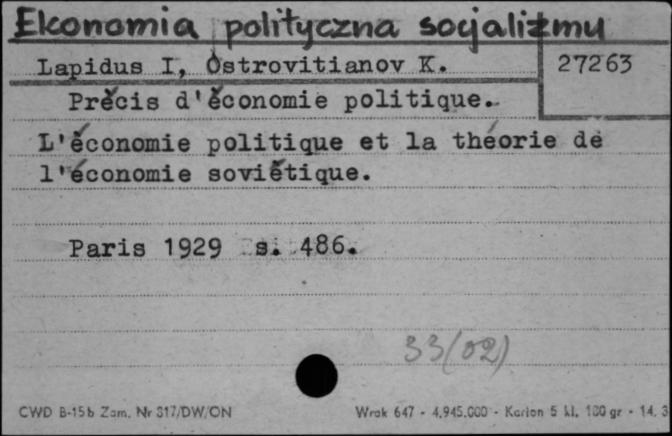 Ekonomia polityczna socjalizmu
Lapidus I, Ostrovitianov K.
27263
Précis d'économie politique.
L'économie politique et la théorie de
l'économie soviétique.
Paris 1929 s. 486.
33(02)
CWD B-15b Zam. Nr 317/DW/ON
Wrak 647 - 4.945.000 - Karton 5 kl. 180 gr - 14. 3